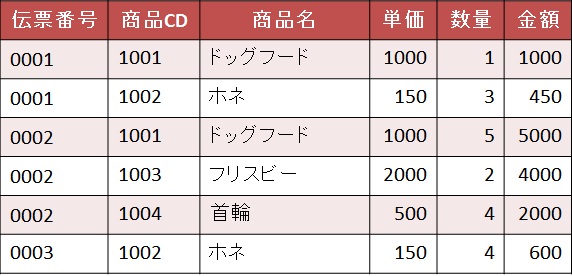 伝票番号 商品CD 商品名 単価 数量 金額
0001 1001 ドッグフード 1000 1 1000
0001 1002 ホネ 150 3 450
0002 1001 ドッグフード 1000 5 5000
0002 1003 フリスビー 2000 2 4000
0002 1004 首輪 500 4 2000
0003 1002 ホネ 150 4 600